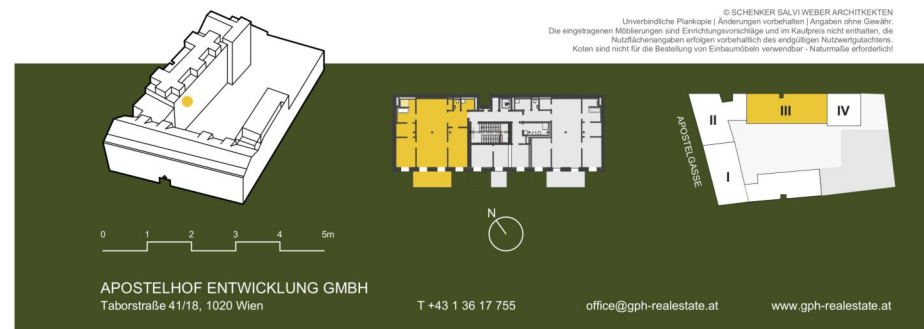 © SCHENKER SALVI WEBER ARCHITKEKTEN
Unverbindliche Plankopie | Änderungen vorbehalten | Angaben ohne Gewähr.
Die eingetragenen Möblierungen sind Einrichtungsvorschläge und im Kaufpreis nicht enthalten, die
Nutzflächenangaben erfolgen vorbehaltlich des endgültigen Nutzwertgutachtens.
Koten sind nicht für die Bestellung von Einbaumöbeln verwendbar - Naturmaße erforderlich!
II
III
IV
APOSTELGASSE
I
N
0 1 2 3 4 5m
APOSTELHOF ENTWICKLUNG GMBH
Taborstraße 41/18, 1020 Wien
T +43 1 36 17 755
office@gph-realestate.at
www.gph-realestate.at